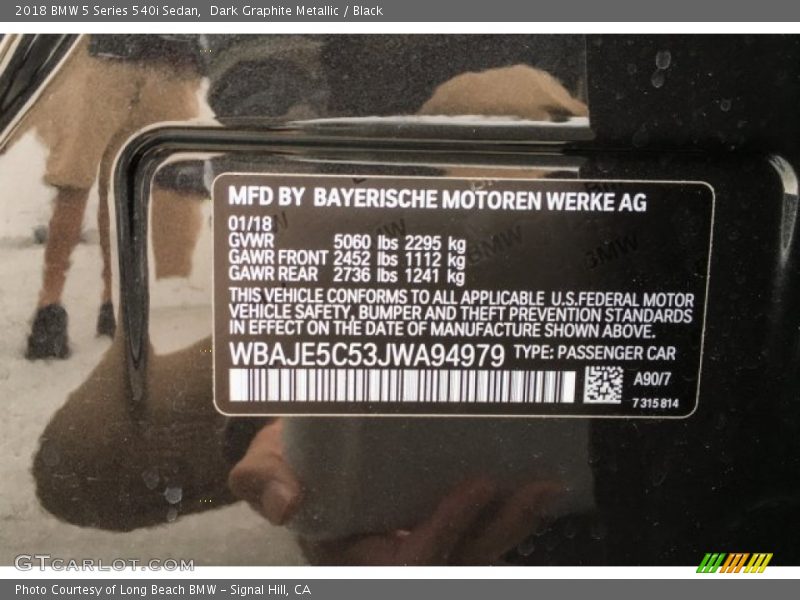 2018 BMW 5 Series 540i Sedan,  Dark Graphite Metallic / Black
MFD BY BAYERISCHE MOTOREN WERKE AG
01/18
GVWR 5060 lbs 2295 kg
GAWR FRONT 2452 lbs 1112 kg
GAWR REAR 2736 lbs 1241 kg
THIS VEHICLE CONFORMS TO ALL APPLICABLE U.S.FEDERAL MOTOR
VEHICLE SAFETY, BUMPER AND THEFT PREVENTION STANDARDS
IN EFFECT ON THE DATE OF MANUFACTURE SHOWN ABOVE.
WBAJE5C53JWA94979 TYPE: PASSENGER CAR
A90/7
7 315 814
GTCARLOT.COM
Photo Courtesy of Long Beach BMW – Signal Hill, CA